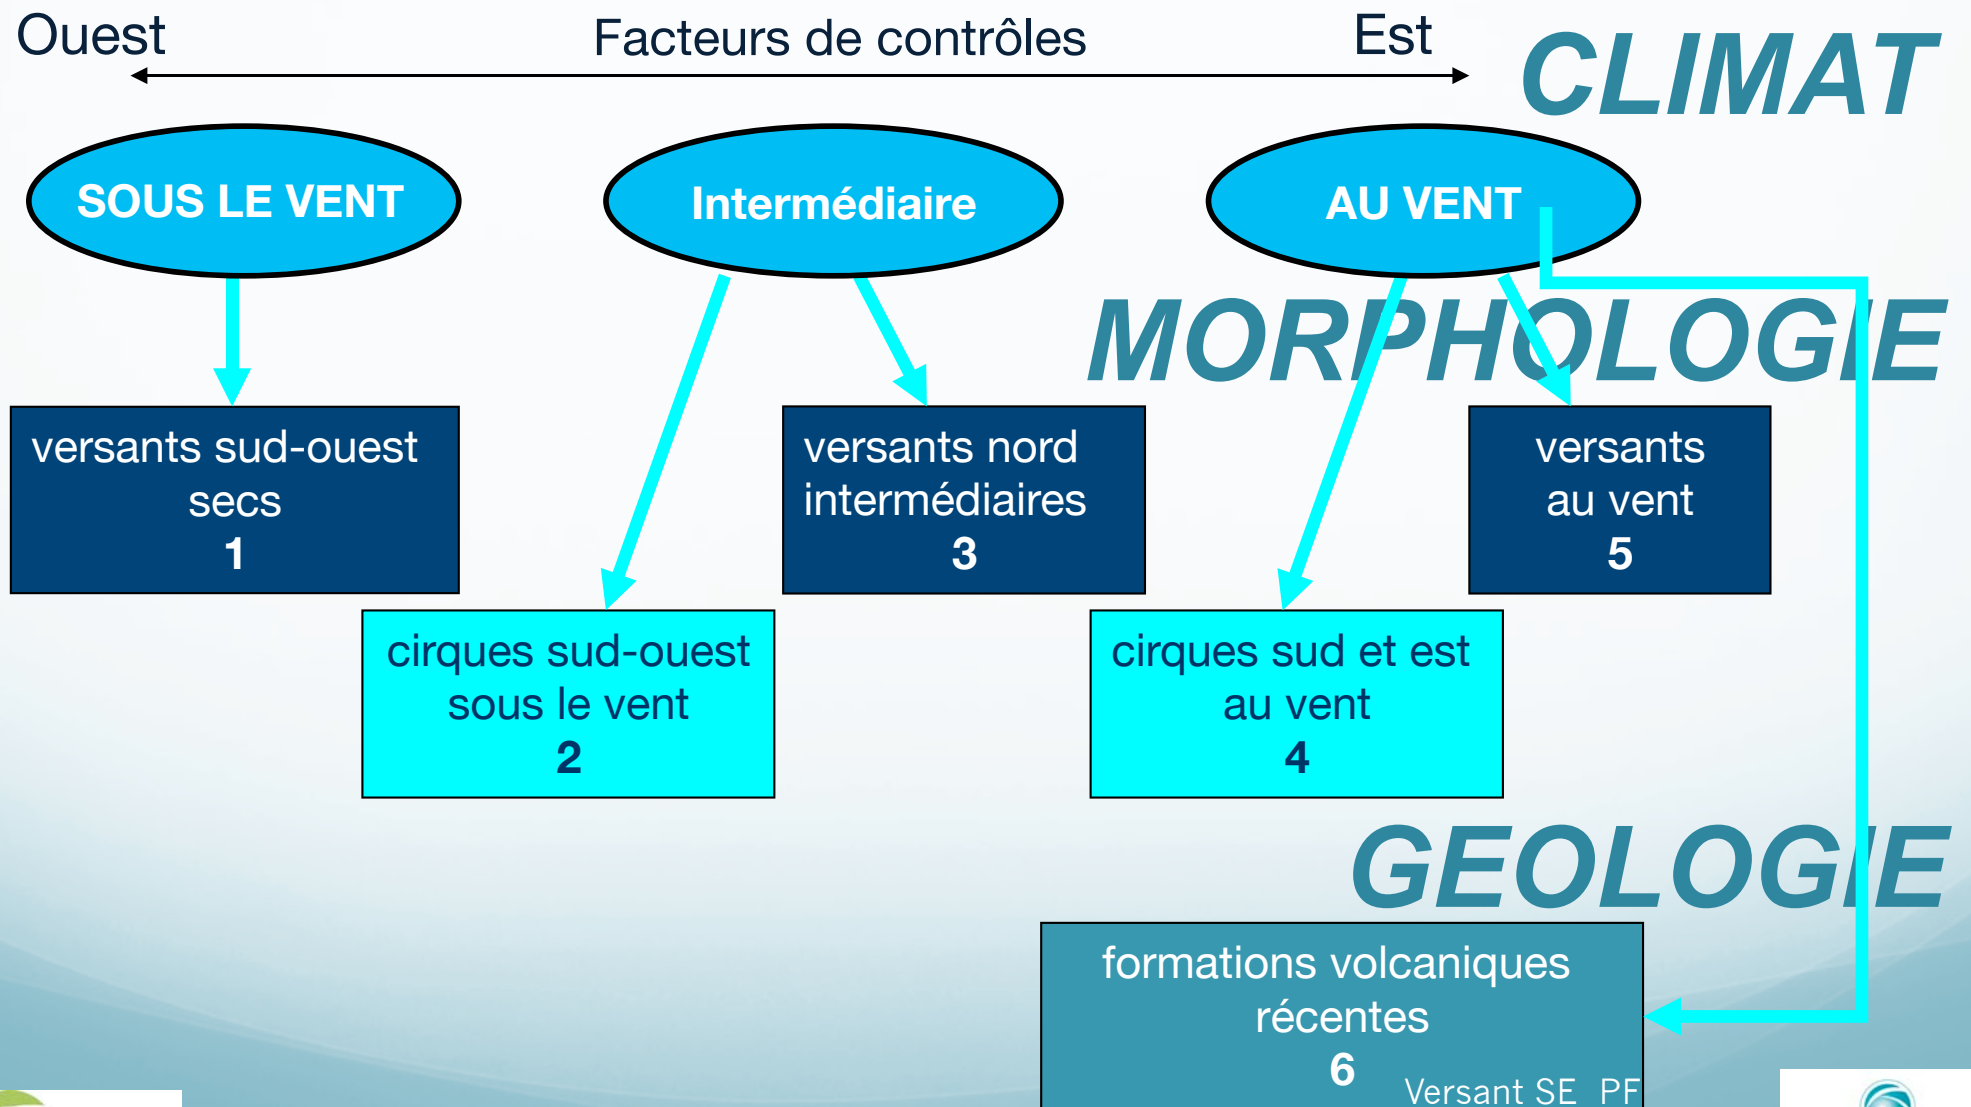 Ouest
Facteurs de contrôles
Est
CLIMAT
SOUS LE VENT
Intermédiaire
AU VENT
MORPHOLOGIE
versants sud-ouest
secs
1
versants nord
intermédiaires
3
versants
au vent
5
cirques sud-ouest
sous le vent
2
cirques sud et est
au vent
4
GEOLOGIE
formations volcaniques
récentes
6
Versant SE PF